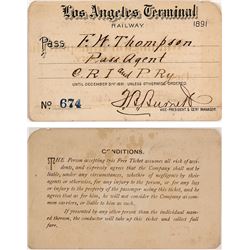 Los Angeles Terminal
RAILWAY.
1891
Pass F. W. Thompson
Pass Agent
C R I and P Ry
UNTIL DECEMBER 31ST 1891, UNLESS OTHERWISE ORDERED.
No 674
Burnett
VICE-PRESIDENT & GEN'L MANAGER.
CONDITIONS.
THE Person accepting this Free Ticket assumes all risk of accidents,
and expressly agrees that the Company shall not be
liable, under any circumstances, whether of negligence by their
agents, or otherwise, for any injury to the person, or for any loss
or injury to the property of the passenger using this ticket, and
agrees that as for him, he will not consider the Company as common
carriers, or liable to him as such.
If presented by any other person than the individual named
thereon, the conductor will take up this ticket and collect full
fare.